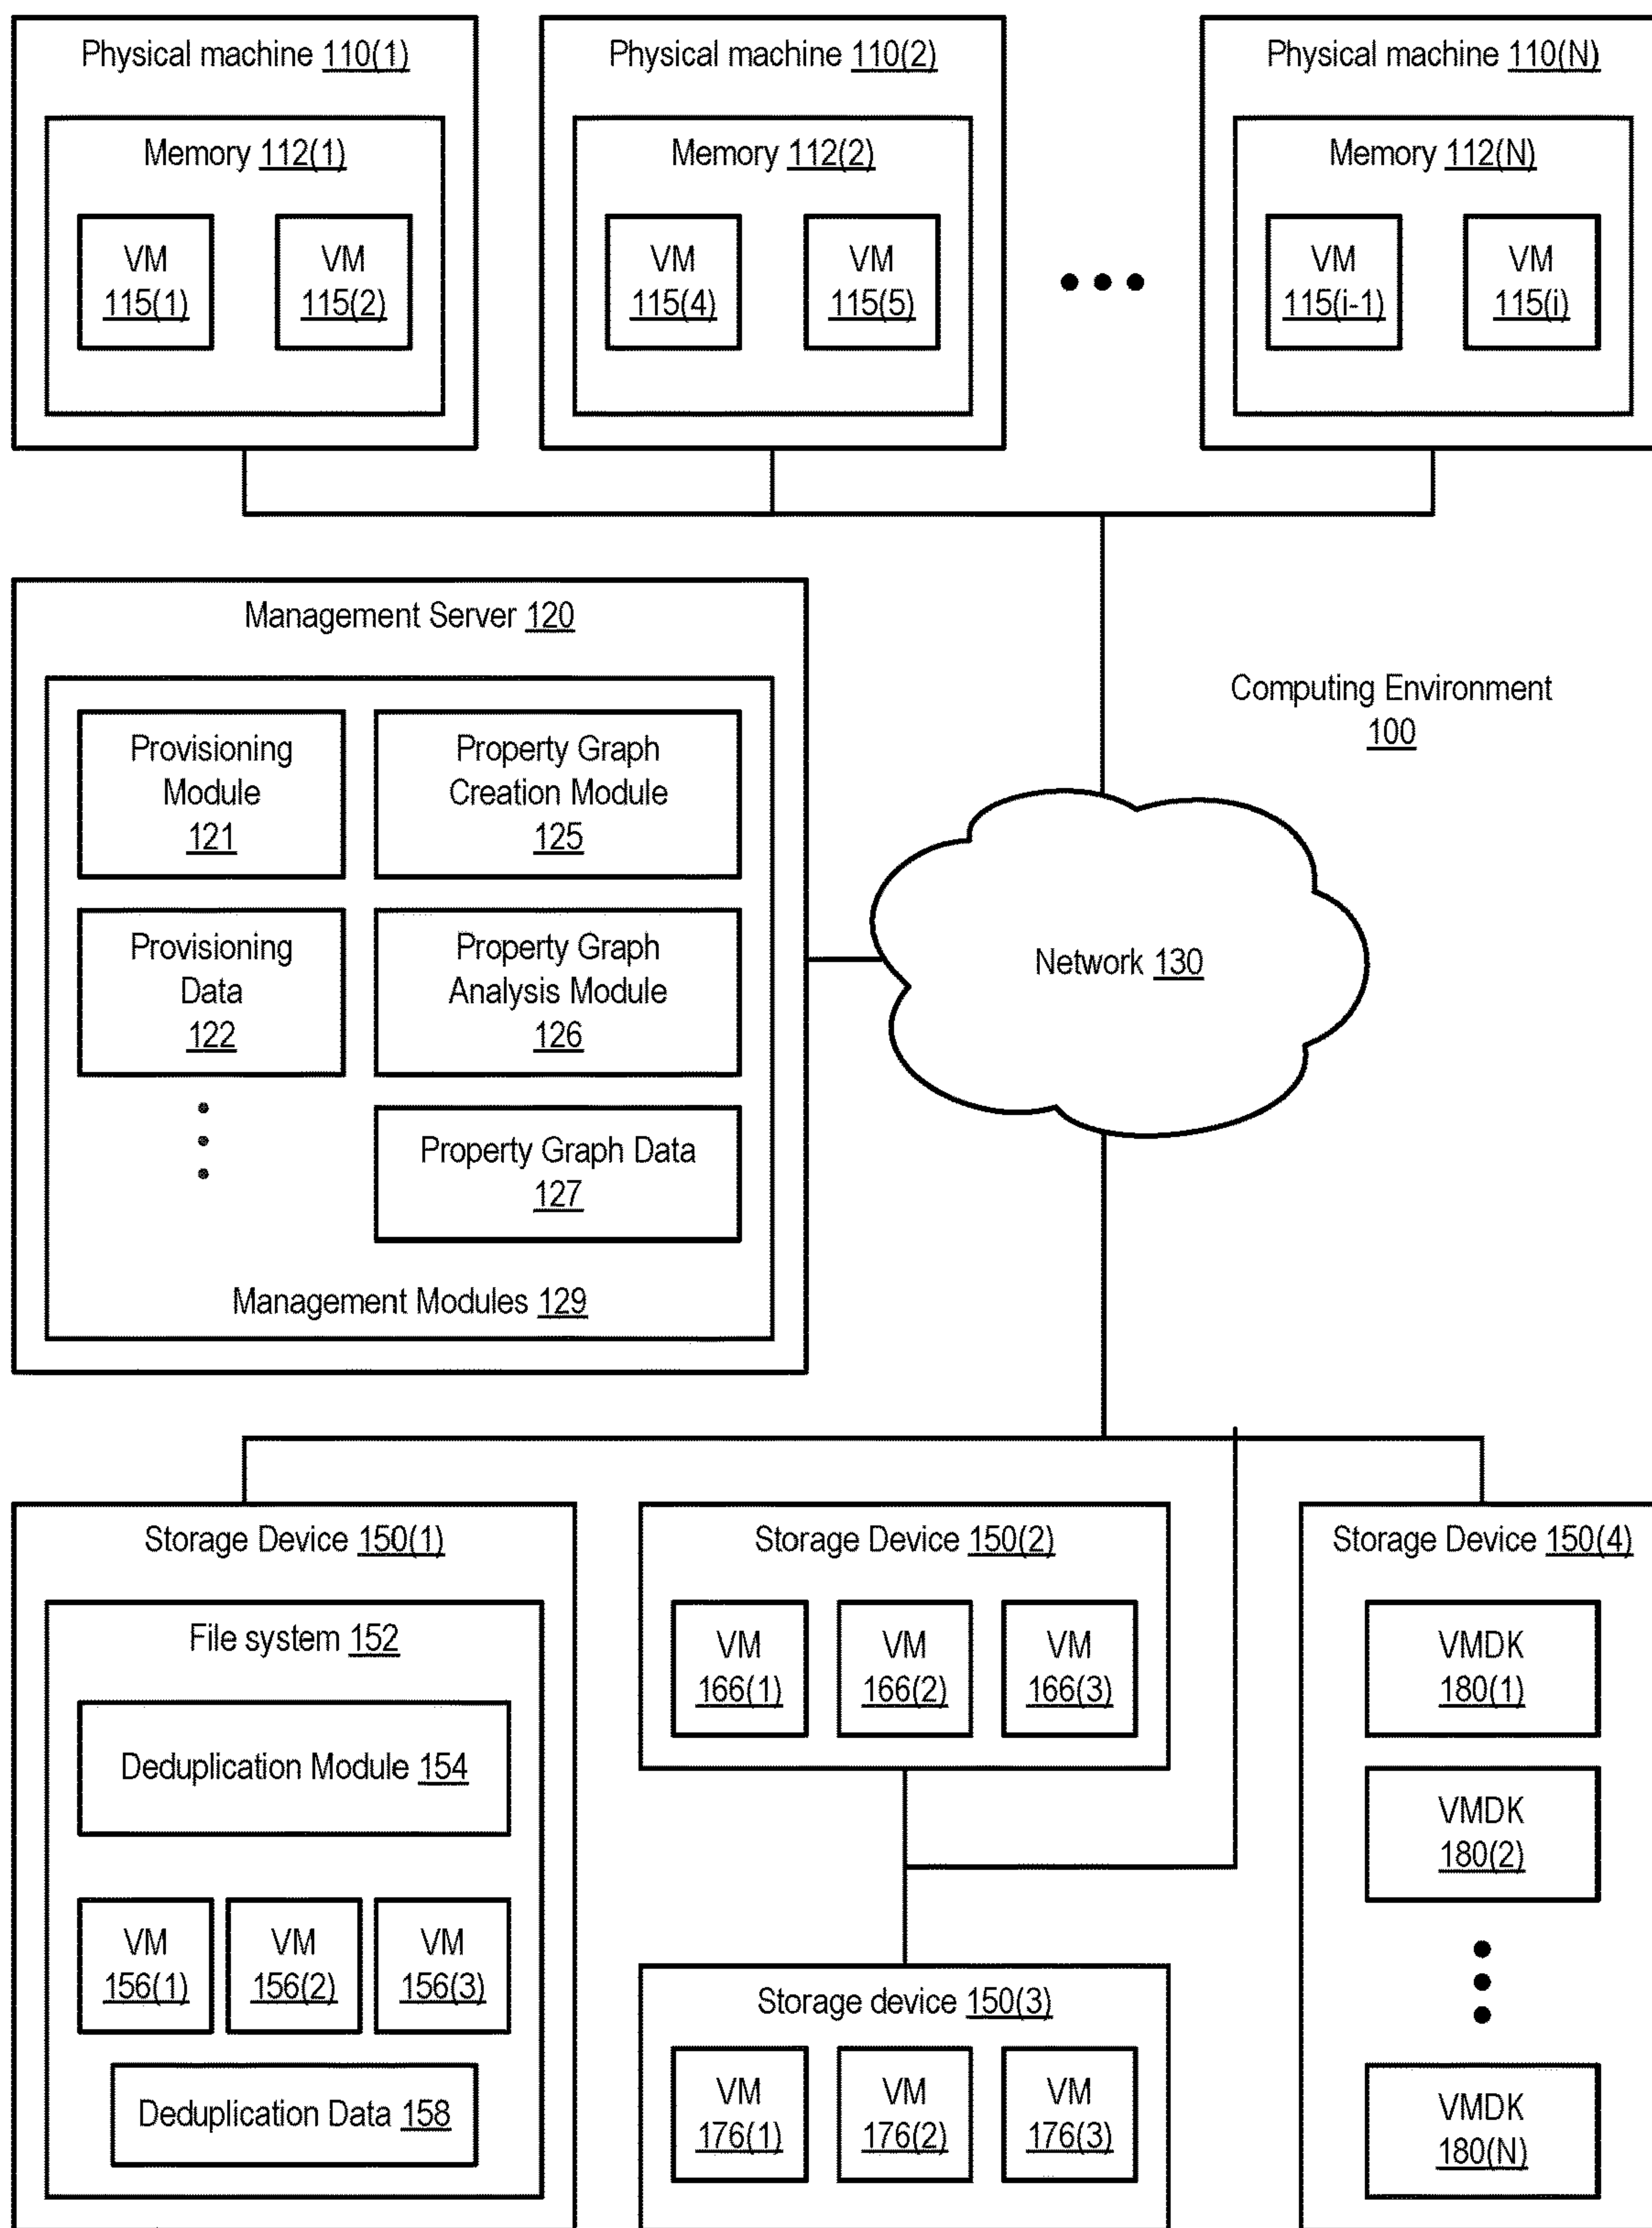 Physical machine 110(1)
Memory 112(1)
VM
115(1)
VM
115(2)
Physical machine 110(2)
Memory 112(2)
VM
115(4)
VM
115(5)
Physical machine 110(N)
Memory 112(N)
VM
115(i-1)
VM
115(i)
Management Server 120
Provisioning
Module
121
Property Graph
Creation Module
125
Provisioning
Data
122
Property Graph
Analysis Module
126
Property Graph Data
127
Management Modules 129
Computing Environment
100
Network 130
Storage Device 150(1)
File system 152
Deduplication Module 154
VM
156(1)
VM
156(2)
VM
156(3)
Deduplication Data 158
Storage Device 150(2)
VM
166(1)
VM
166(2)
VM
166(3)
Storage device 150(3)
VM
176(1)
VM
176(2)
VM
176(3)
Storage Device 150(4)
VMDK
180(1)
VMDK
180(2)
VMDK
180(N)